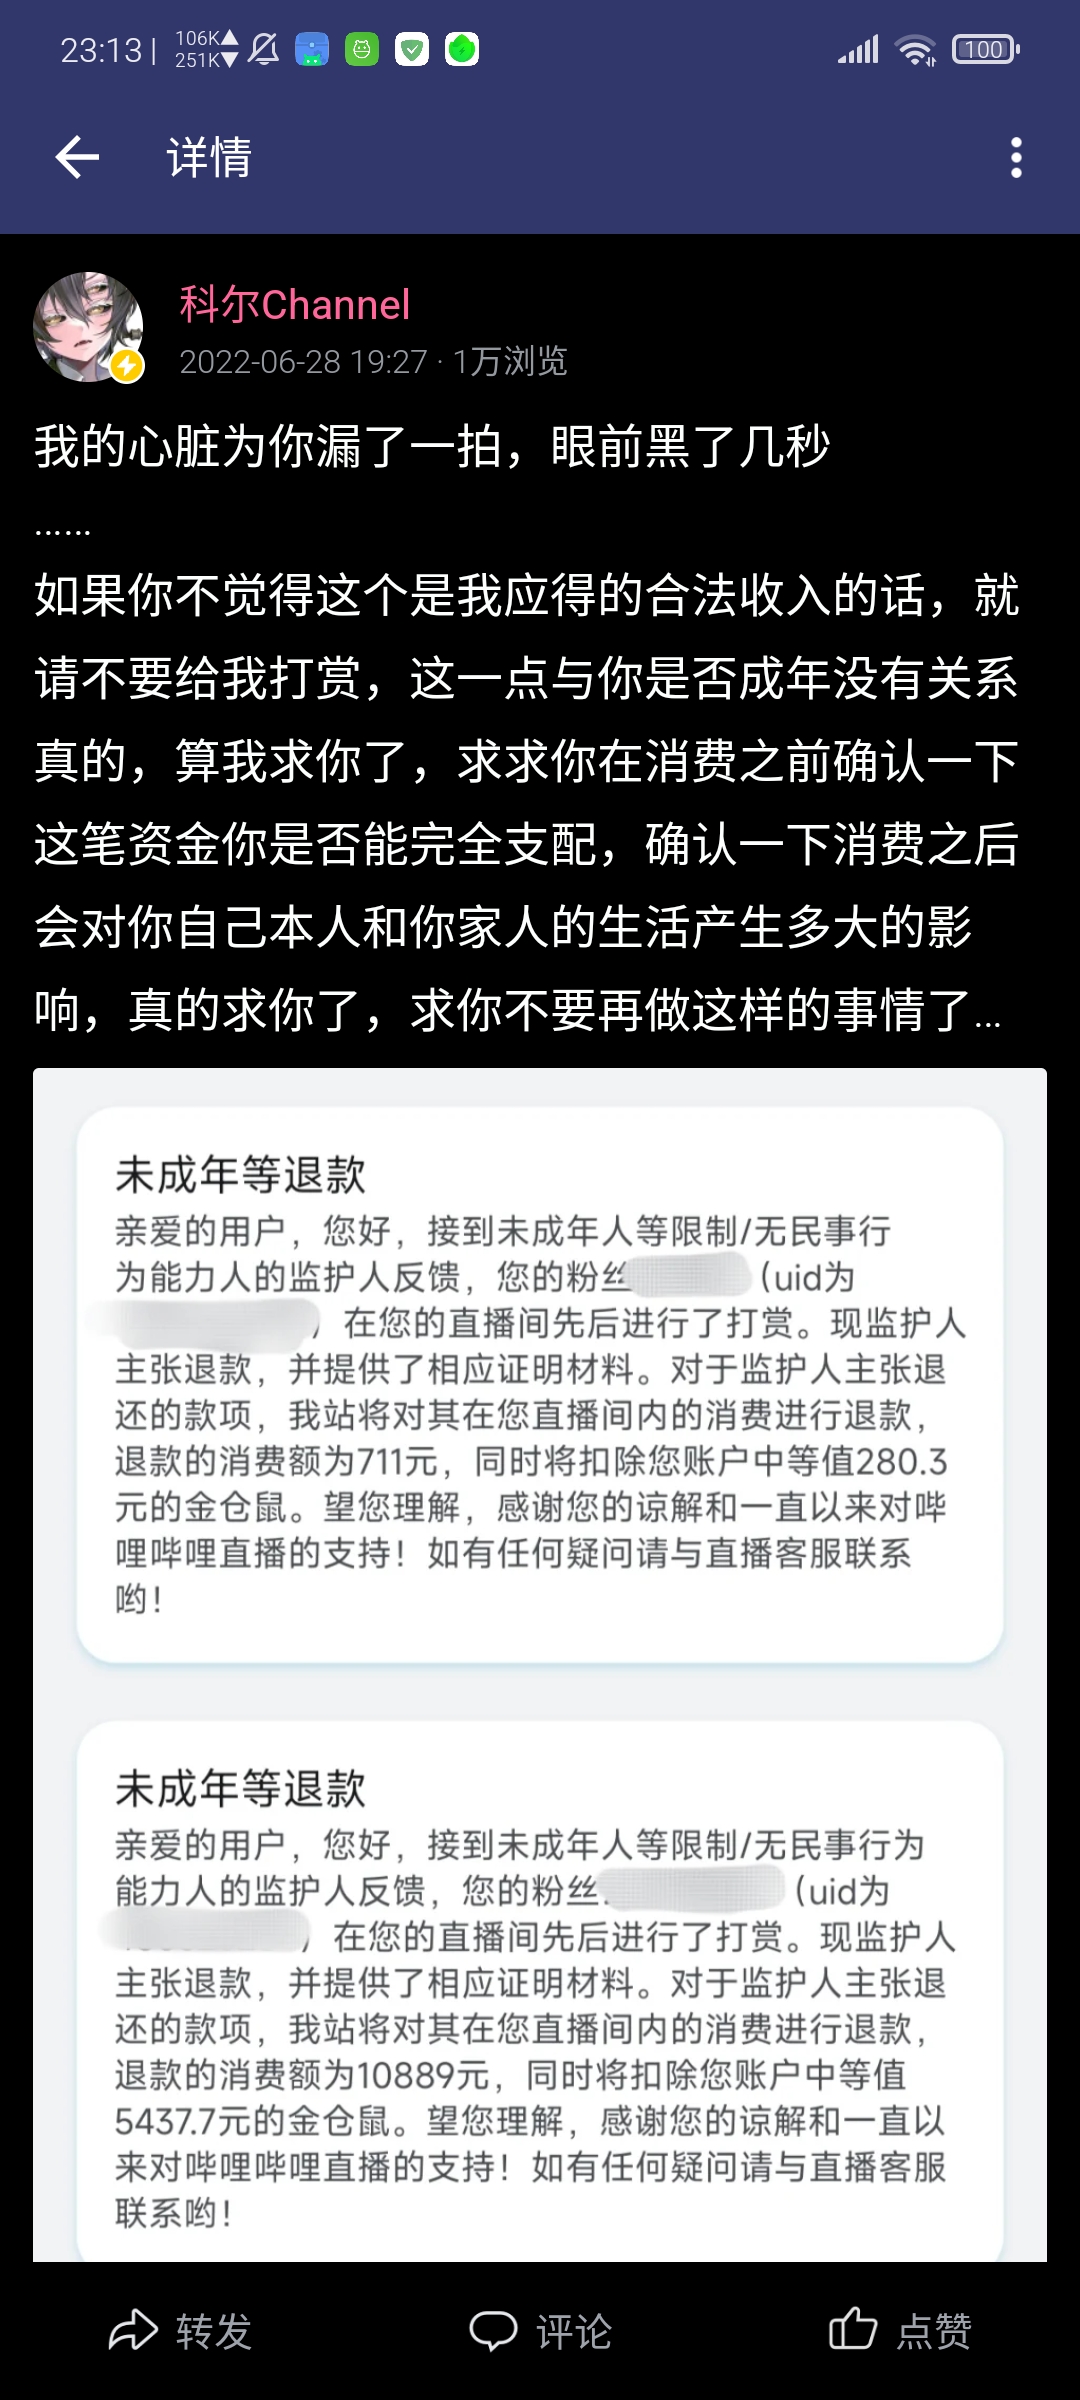 23:13 |
106K
251K
100
详情
科尔Channel
2022-06-28 19:27 · 1万浏览
我的心脏为你漏了一拍，眼前黑了几秒
……
如果你不觉得这个是我应得的合法收入的话，就
请不要给我打赏，这一点与你是否成年没有关系
真的，算我求你了，求求你在消费之前确认一下
这笔资金你是否能完全支配，确认一下消费之后
会对你自己本人和你家人的生活产生多大的影
响，真的求你了，求你不要再做这样的事情了…
未成年等退款
亲爱的用户，您好，接到未成年人等限制/无民事行
为能力人的监护人反馈，您的粉丝（uid为
）在您的直播间先后进行了打赏。现监护人
主张退款，并提供了相应证明材料。对于监护人主张退
还的款项，我站将对其在您直播间内的消费进行退款，
退款的消费额为711元，同时将扣除您账户中等值280.3
元的金仓鼠。望您理解，感谢您的谅解和一直以来对哔
哩哔哩直播的支持！如有任何疑问请与直播客服联系
哟！
未成年等退款
亲爱的用户，您好，接到未成年人等限制/无民事行为
能力人的监护人反馈，您的粉丝（uid为
）在您的直播间先后进行了打赏。现监护人
主张退款，并提供了相应证明材料。对于监护人主张退
还的款项，我站将对其在您直播间内的消费进行退款，
退款的消费额为10889元，同时将扣除您账户中等值
5437.7元的金仓鼠。望您理解，感谢您的谅解和一直以
来对哔哩哔哩直播的支持！如有任何疑问请与直播客服
联系哟！
转发
评论
点赞